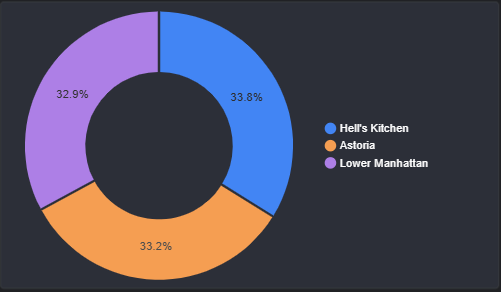 32.9%
33.8%
Hell's Kitchen
Astoria
Lower Manhattan
33.2%